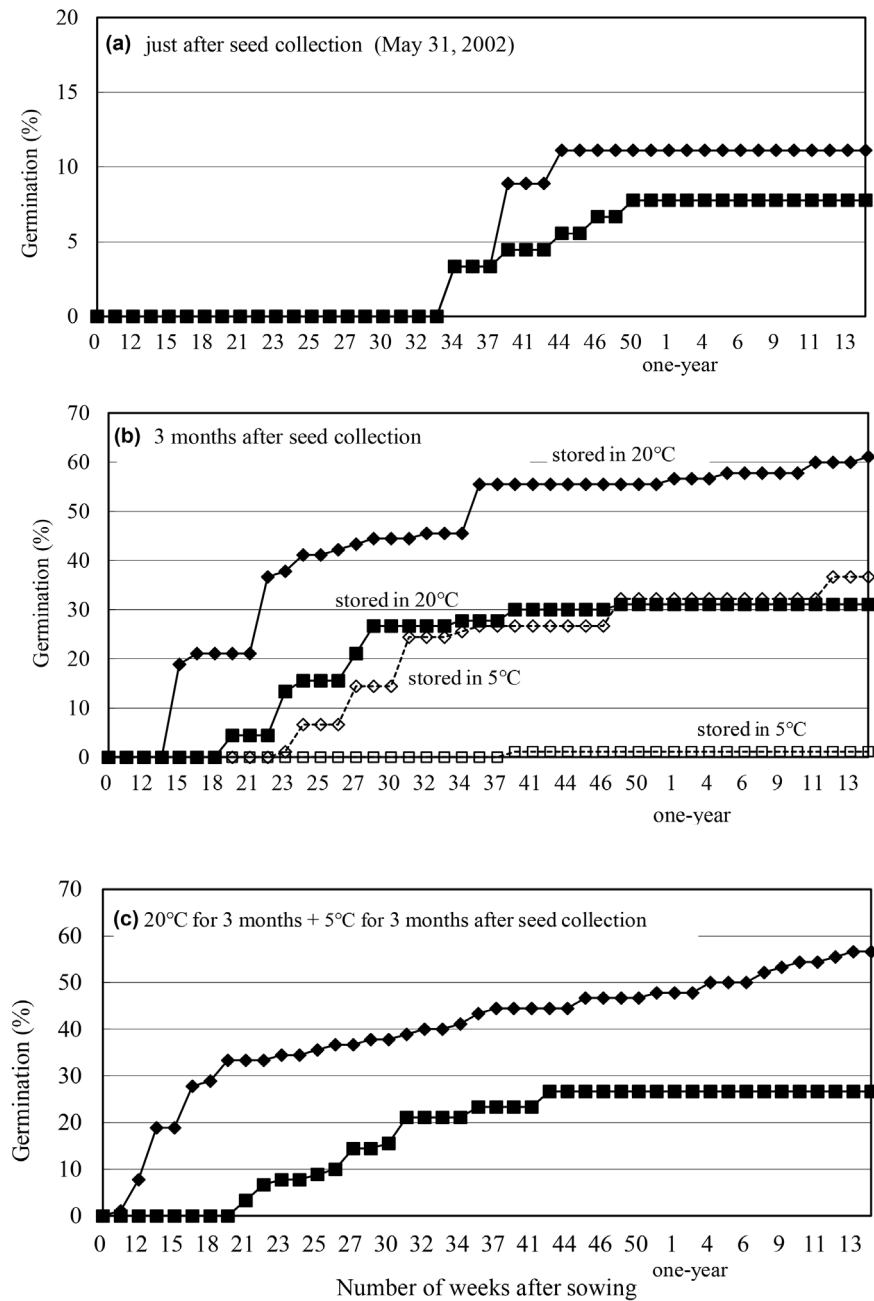 (a) just after seed collection (May 31, 2002)
Germination (%)
20
15
10
5
0
0 12 15 18 21 25 27 30 32 34 37 41 44 46 50 1 4 6 9 11 13
one-year
(b) 3 months after seed collection
Germination (%)
70
60
50
40
30
20
10
0
stored in 20°C
stored in 20°C
stored in 5°C
stored in 5°C
0 12 15 18 21 23 25 27 30 32 34 37 41 44 46 50 1 4 6 9 11 13
one-year
(c) 20°C for 3 months + 5°C for 3 months after seed collection
Germination (%)
70
60
50
40
30
20
10
0
0 12 15 18 21 23 25 27 30 32 34 37 41 44 46 50 1 4 6 9 11 13
one-year
Number of weeks after sowing